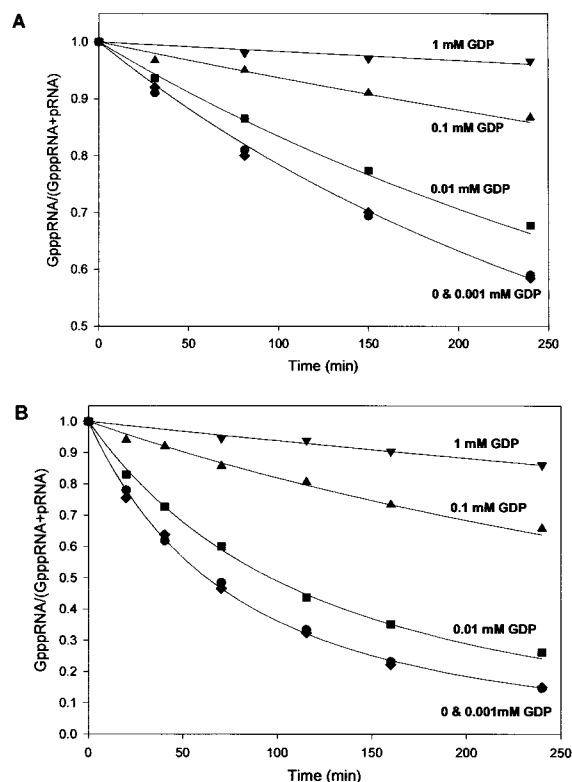 A
GpppRNA/(GpppRNA+pRNA)
1.0
0.9
0.8
0.7
0.6
0.5
1 mM GDP
0.1 mM GDP
0.01 mM GDP
0 & 0.001 mM GDP
0 50 100 150 200 250
Time (min)
B
GpppRNA/(GpppRNA+pRNA)
1.0
0.9
0.8
0.7
0.6
0.5
0.4
0.3
0.2
0.1
0.0
1 mM GDP
0.1 mM GDP
0.01 mM GDP
0 & 0.001mM GDP
0 50 100 150 200 250
Time (min)